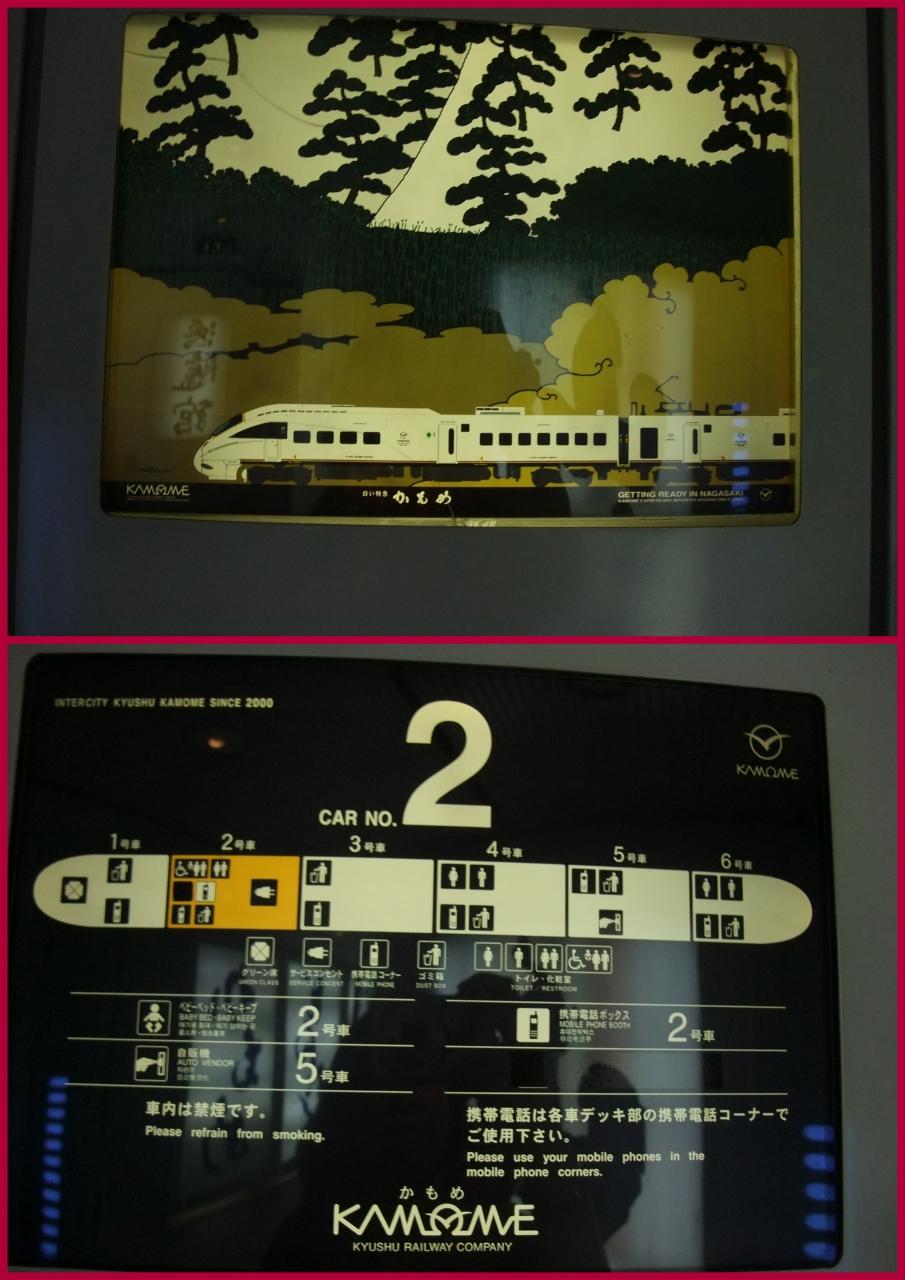 KAMOME
白い特急 かもめ
GETTING READY IN NAGASAKI
INTERCITY KYUSHU KAMOME SINCE 2000
KAMOME
CAR NO. 2
1号車 2号車 3号車 4号車 5号車 6号車
グリーン席 サービスコンセント 携帯電話コーナー ゴミ箱 トイレ・化粧室
GREEN CLASS SERVICE CONCENT MOBILE PHONE DUST BOX TOILET / RESTROOM
ベビーベッド・ベビーキープ
BABY BED・BABY KEEP
2号車
携帯電話ボックス
MOBILE PHONE BOOTH
2号車
自販機
AUTO VENDOR
5号車
車内は禁煙です。
Please refrain from smoking.
携帯電話は各車デッキ部の携帯電話コーナーで
ご使用下さい。
Please use your mobile phones in the
mobile phone corners.
かもめ
KAMOME
KYUSHU RAILWAY COMPANY